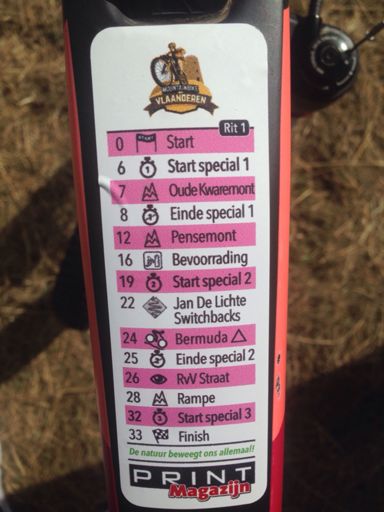 MOUNTAINBIKE
VLAANDEREN
Rit 1
0 START Start
6 1 Start special 1
7 Oude Kwaremont
8 Einde special 1
12 Pensemont
16 Bevoorrading
19 2 Start special 2
22 Jan De Lichte
Switchbacks
24 Bermuda △
25 Einde special 2
26 RvV Straat
28 Rampe
32 Start special 3
33 Finish
De natuur beweegt ons allemaal!
PRINT
Magazijn